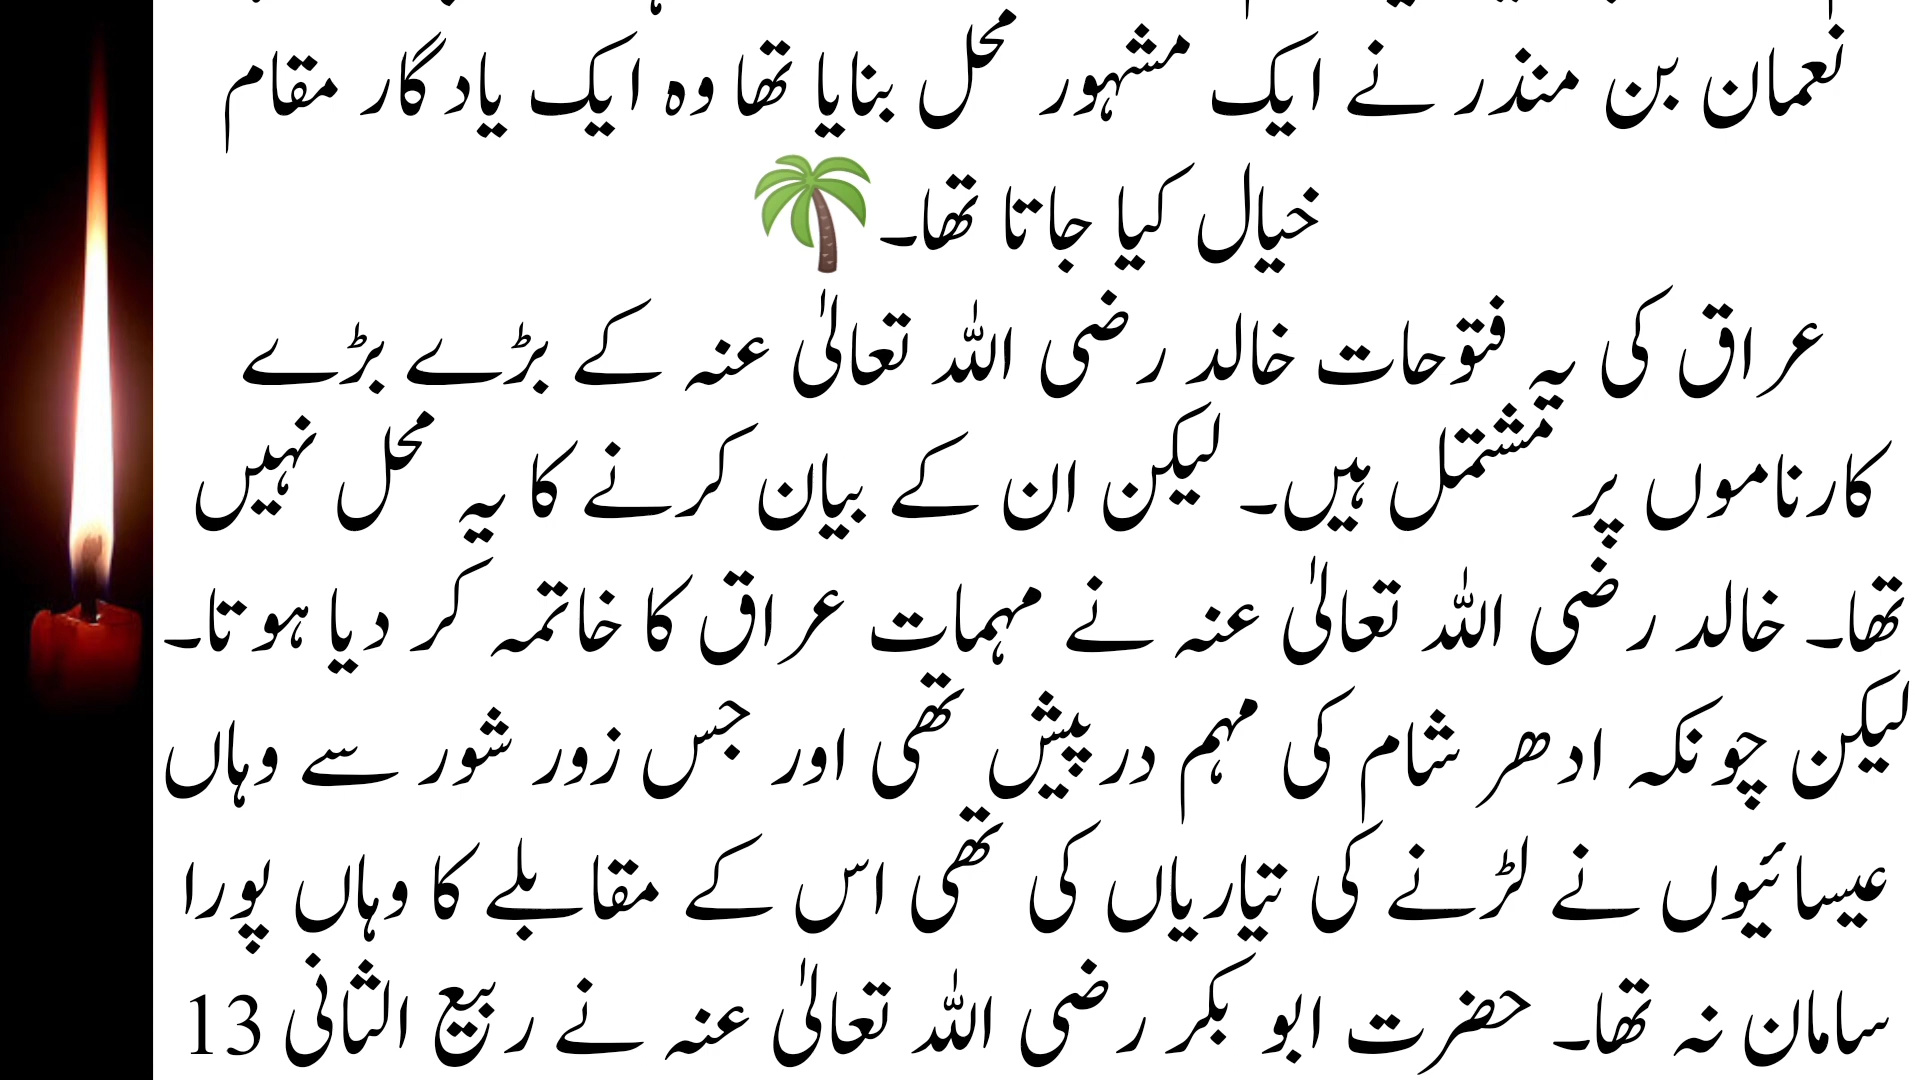 نعمان بن منذر نے ایک مشہور محل بنایا تھا وہ ایک یادگار مقام
خیال کیا جاتا تھا۔🌴
عراق کی یہ فتوحات خالد رضی اللہ تعالیٰ عنہ کے بڑے بڑے
کارناموں پر مشتمل ہیں۔ لیکن ان کے بیان کرنے کا یہ محل نہیں
تھا۔ خالد رضی اللہ تعالیٰ عنہ نے مہمات عراق کا خاتمہ کر دیا ہوتا۔
لیکن چونکہ ادھر شام کی مہم درپیش تھی اور جس زور شور سے وہاں
عیسائیوں نے لڑنے کی تیاریاں کی تھی اس کے مقابلے کا وہاں پورا
سامان نہ تھا۔ حضرت ابو بکر رضی اللہ تعالیٰ عنہ نے ربیع الثانی 13